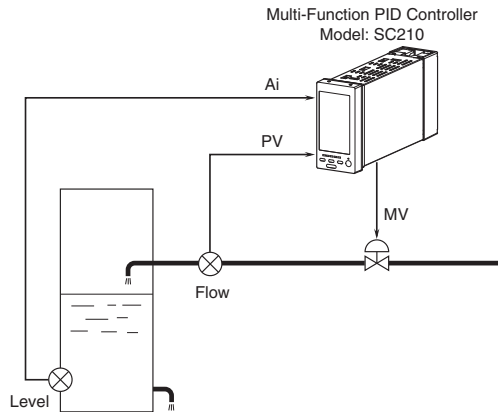 Multi-Function PID Controller
Model: SC210
Ai
PV
MV
Flow
Level